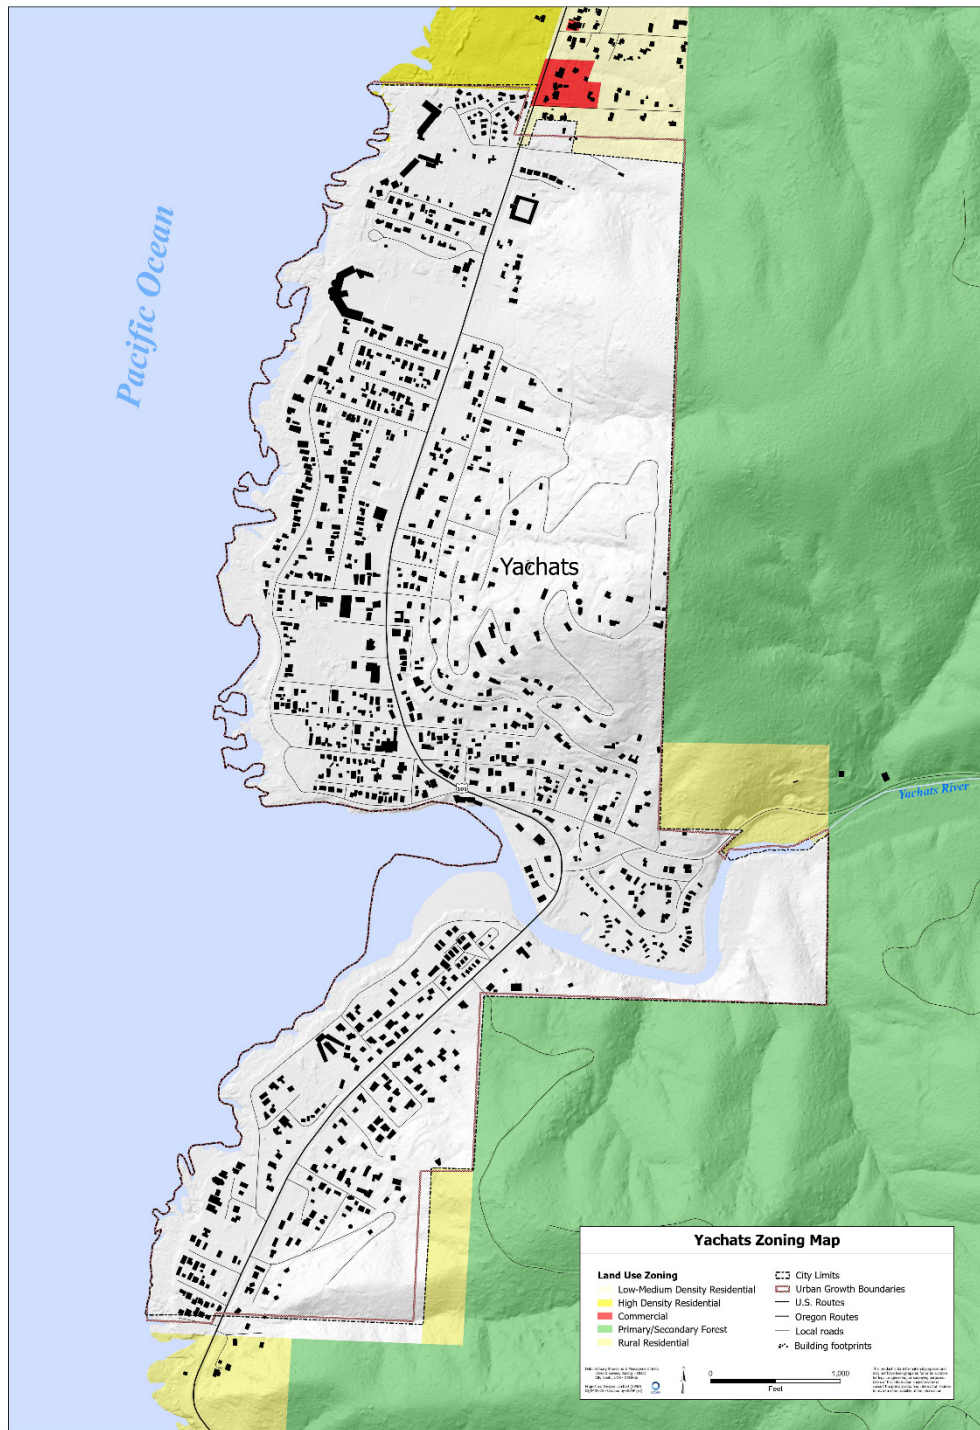 Pacific Ocean
Yachats
101
Yachats River
Yachats Zoning Map
Land Use Zoning
Low-Medium Density Residential
High Density Residential
Commercial
Primary/Secondary Forest
Rural Residential
City Limits
Urban Growth Boundaries
U.S. Routes
Oregon Routes
Local roads
Building footprints
0 1,000
Feet